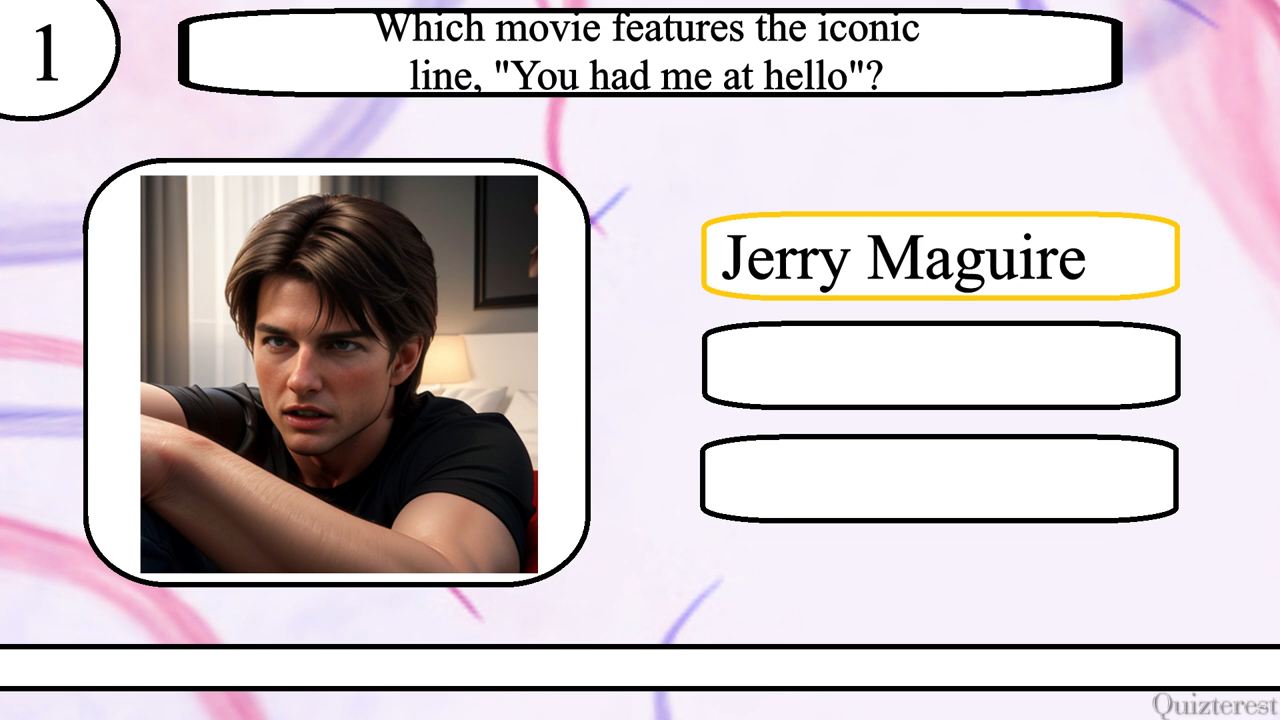 1
Which movie features the iconic
line, "You had me at hello"?
Jerry Maguire
Quizterest